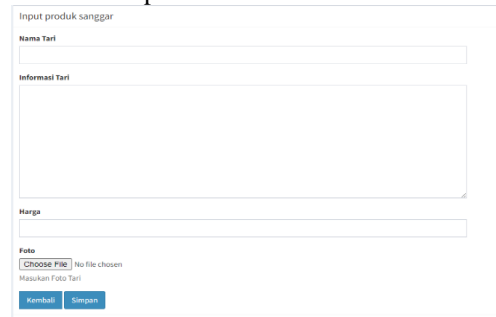 Input produk sanggar
Nama Tari
Informasi Tari
Harga
Foto
Choose File No file chosen
Masukan Foto Tari
Kembali Simpan